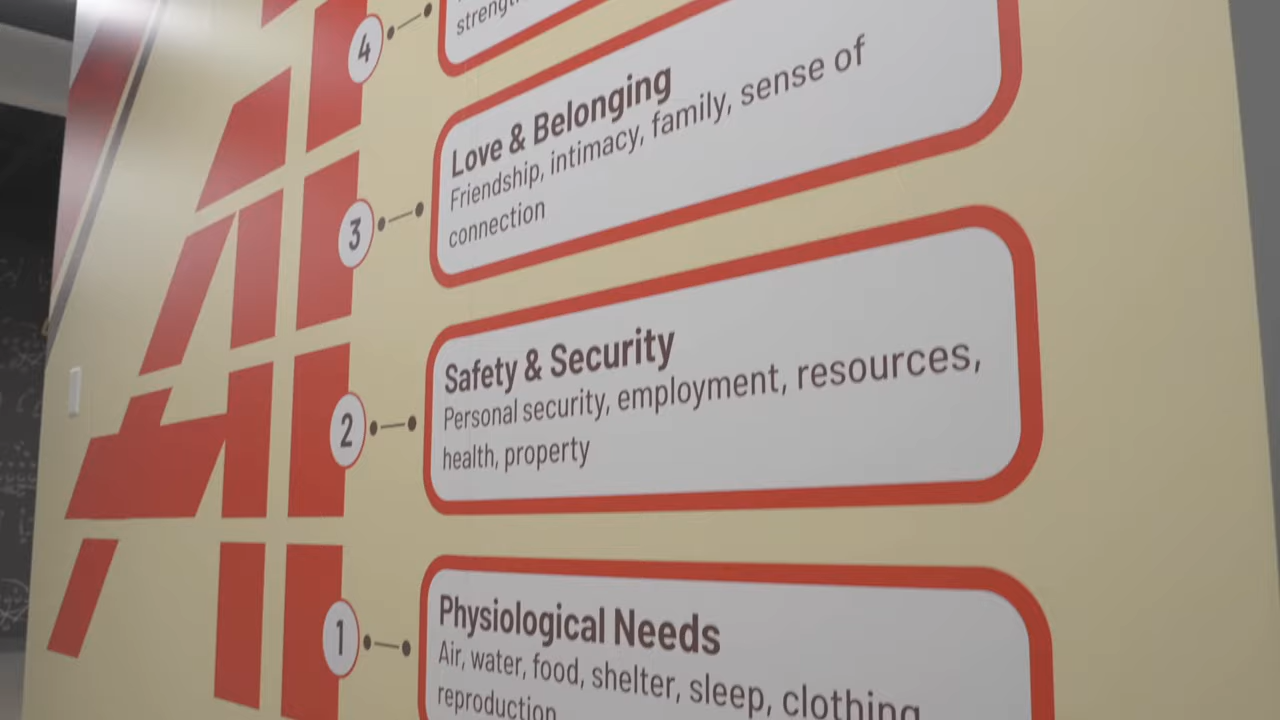 4
Love & Belonging
Friendship, intimacy, family, sense of
connection
3
Safety & Security
Personal security, employment, resources,
health, property
2
Physiological Needs
Air, water, food, shelter, sleep, clothing
reproduction
1
AI